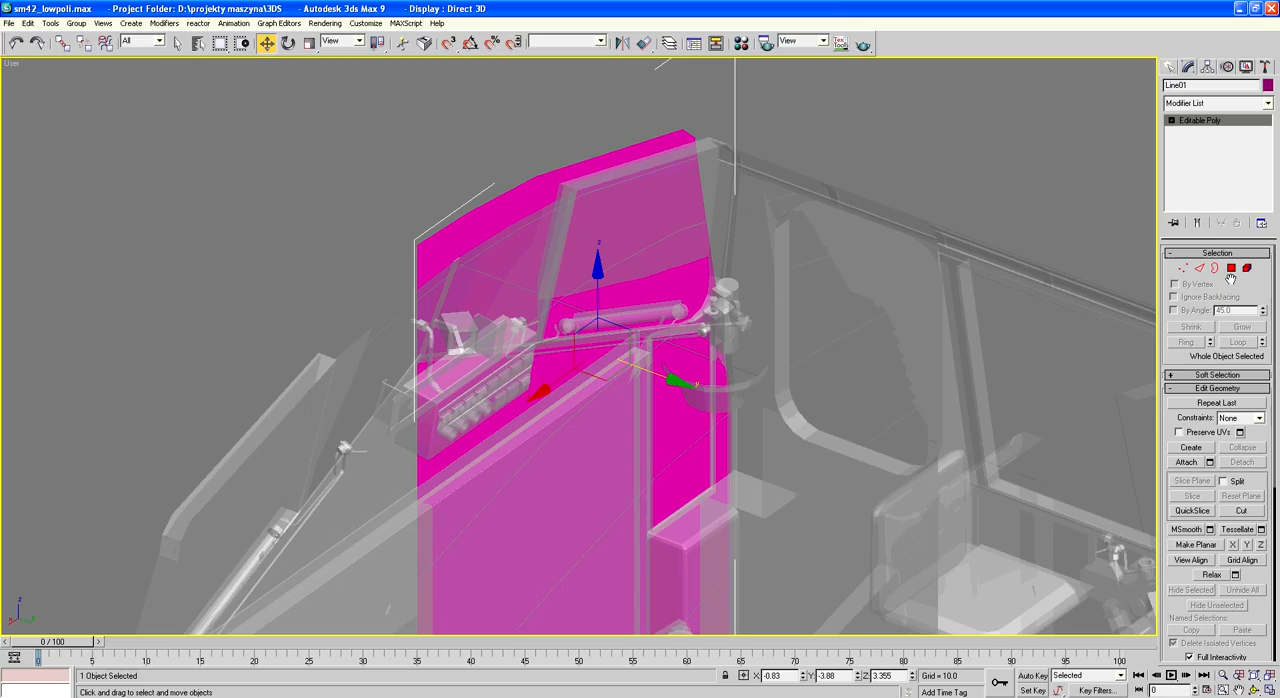 sm42_lowpoli.max - Project Folder: D:\projekty maszyna\3DS - Autodesk 3ds Max 9 - Display : Direct 3D
File Edit Tools Group Views Create Modifiers reactor Animation Graph Editors Rendering Customize MAXScript Help
All View View
User
Line01
Modifier List
Editable Poly
- Selection
By Vertex
Ignore Backfacing
By Angle: 45.0
Shrink Grow
Ring Loop
Whole Object Selected
+ Soft Selection
- Edit Geometry
Repeat Last
Constraints: None
Preserve UVs
Create Collapse
Attach Detach
Slice Plane Split
Slice Reset Plane
QuickSlice Cut
MSmooth Tessellate
Make Planar X Y Z
View Align Grid Align
Relax
Hide Selected Unhide All
Hide Unselected
Named Selections:
Copy Paste
Delete Isolated Vertices
Full Interactivity
z
y
z
x
0 / 100
0 5 10 15 20 25 30 35 40 45 50 55 60 65 70 75 80 85 90 95 100
1 Object Selected X: -0.83 Y: -3.88 Z: 3.355 Grid = 10.0 Auto Key Selected
Click and drag to select and move objects Add Time Tag Set Key Key Filters... 0